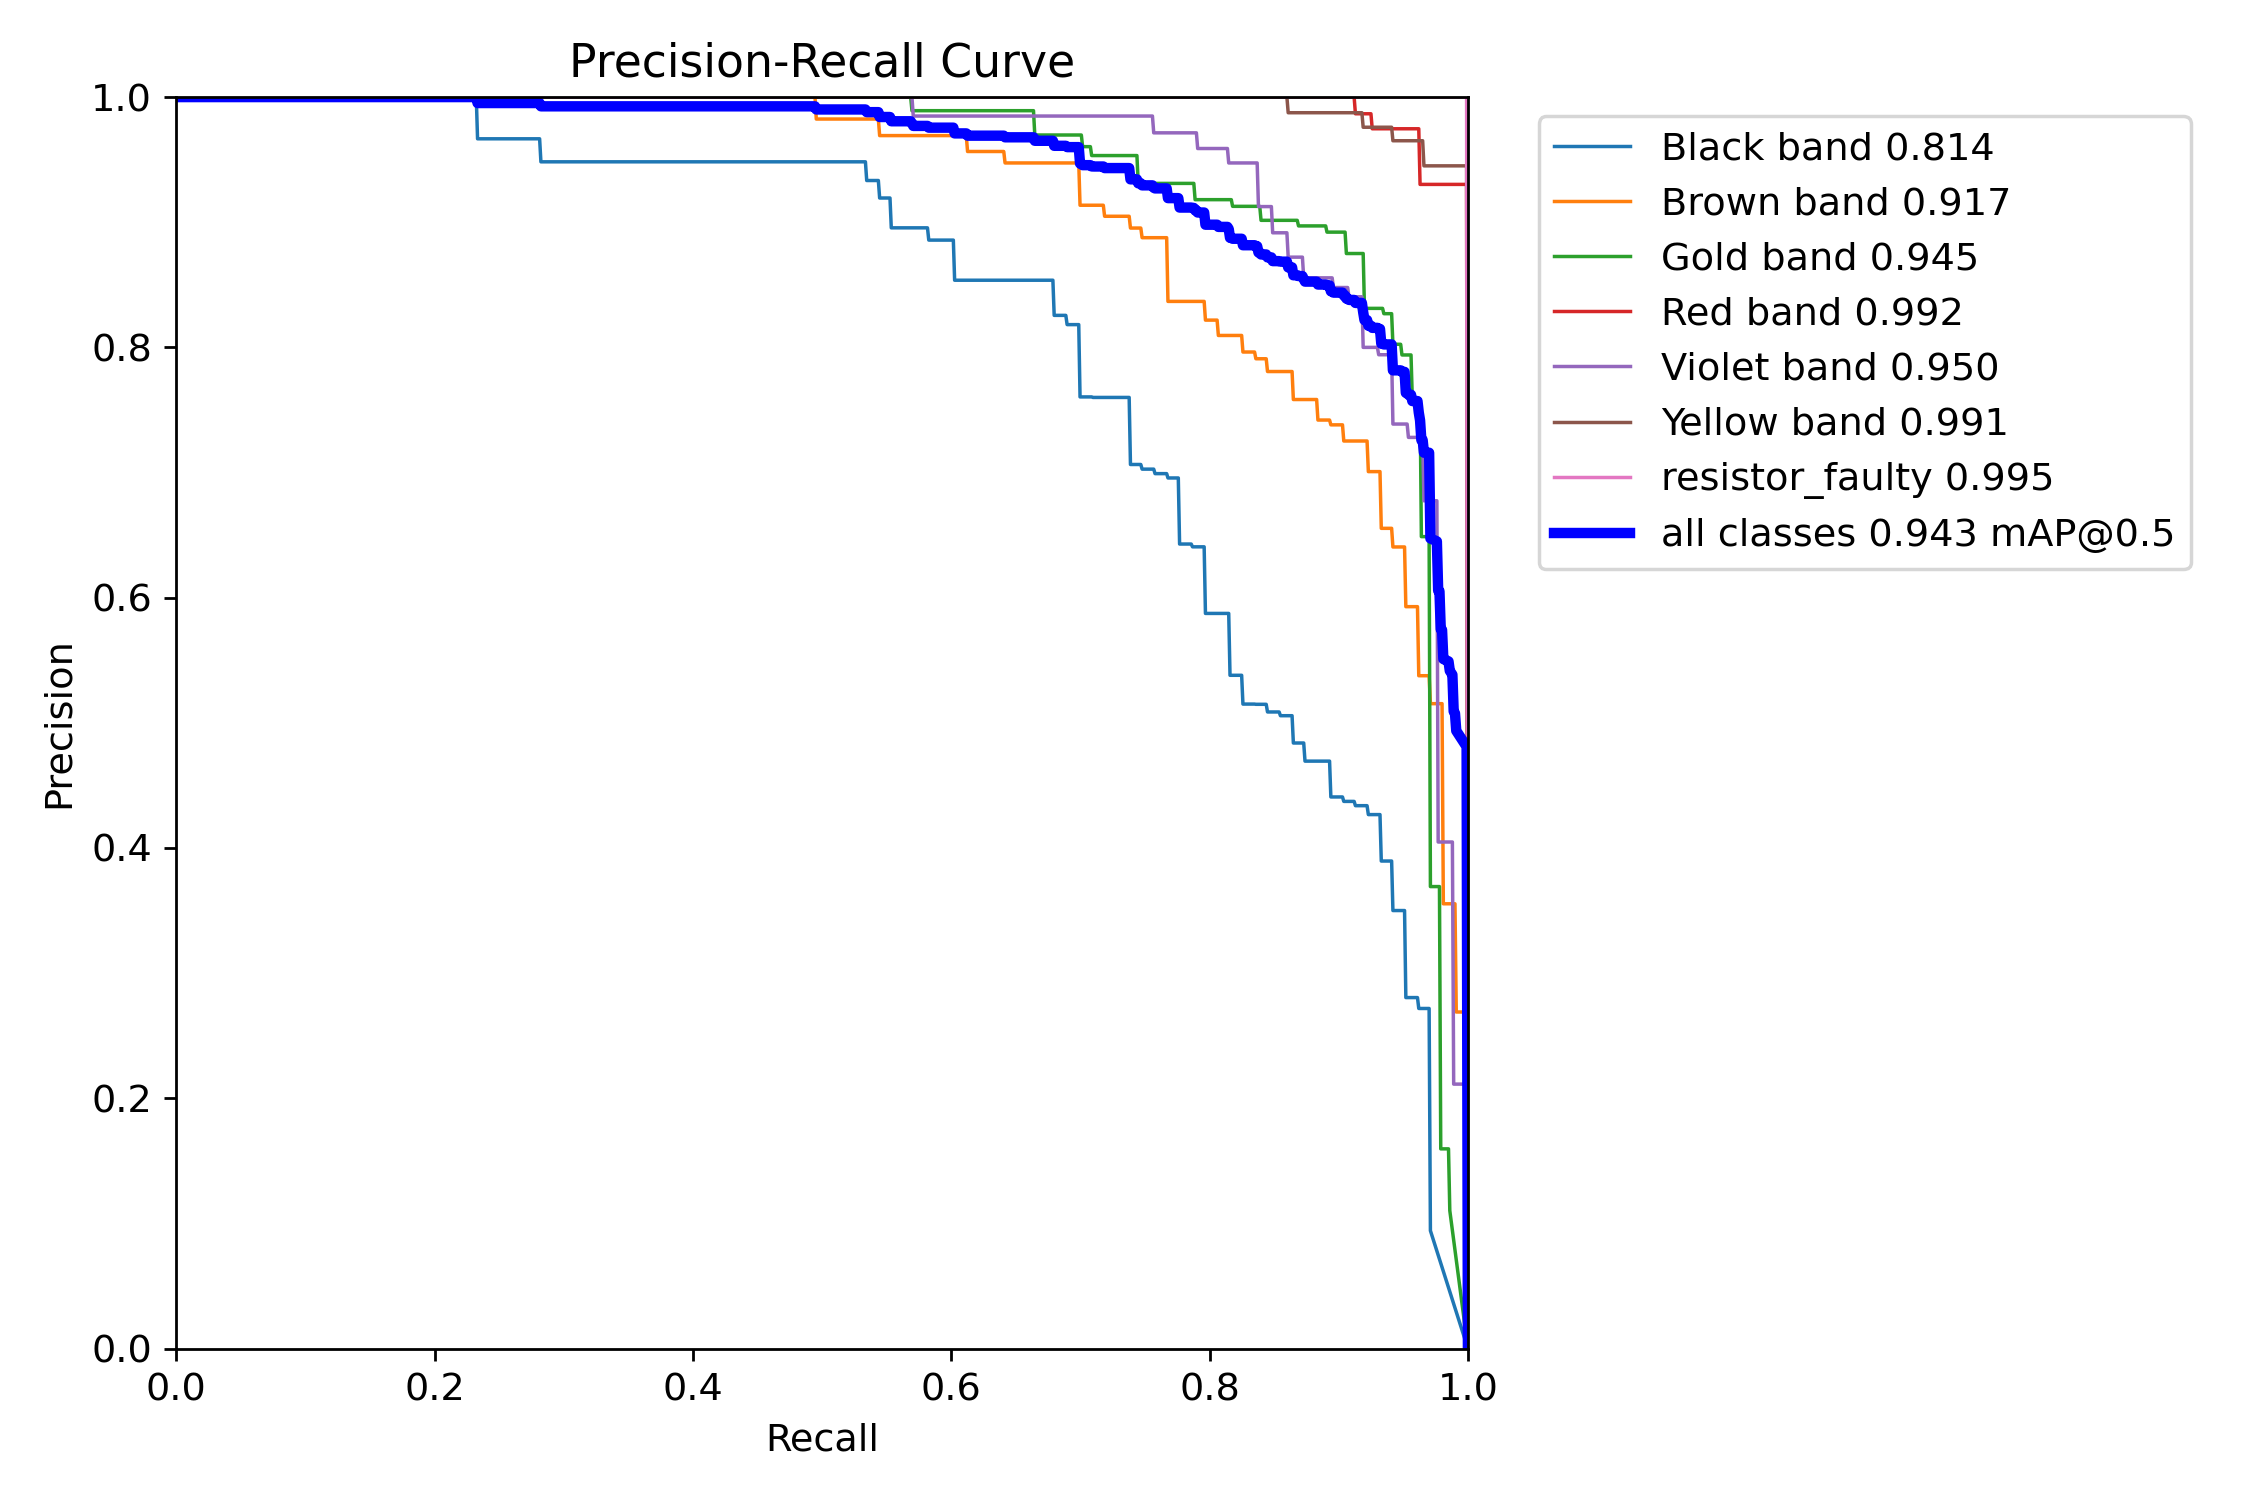 Precision-Recall Curve
1.0
0.8
0.6
0.4
0.2
0.0
Precision
0.0 0.2 0.4 0.6 0.8 1.0
Recall
Black band 0.814
Brown band 0.917
Gold band 0.945
Red band 0.992
Violet band 0.950
Yellow band 0.991
resistor_faulty 0.995
all classes 0.943 mAP@0.5